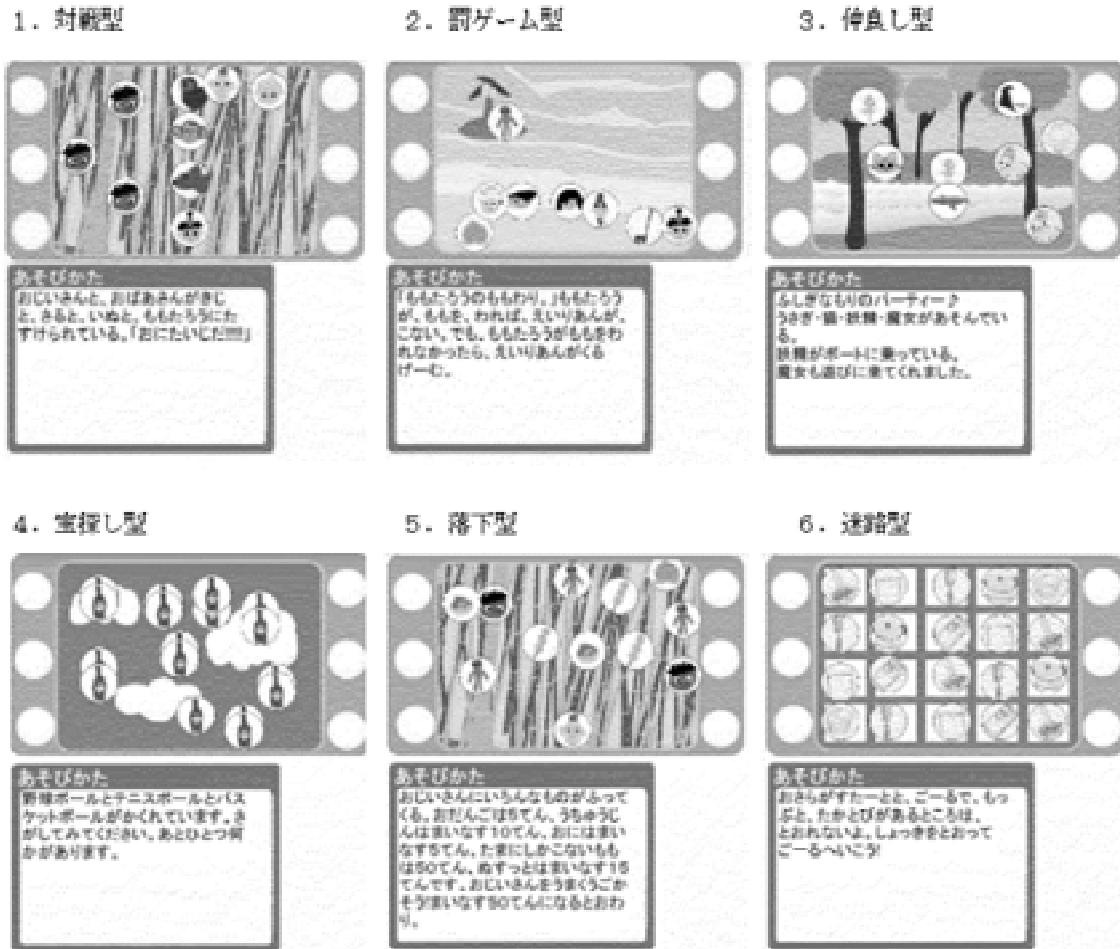 1. 対戦型
2. 罰ゲーム型
3. 仲良し型
あそびかた
おじいさんと、おばあさんがきじ
と、さると、いぬと、ももたろうにた
すけられている。「おにたいじだ!!!!」
あそびかた
「ももたろうのももわり。」ももたろう
が、ももを、われば、えいりあんが、
こない。でも、ももたろうがももをわ
れなかったら、えいりあんがくる
げーむ。
あそびかた
ふしぎなもりのパーティー♪
うさぎ・猫・妖精・魔女があそんでい
る。
妖精がボートに乗っている。
魔女も遊びに来てくれました。
4. 宝探し型
5. 落下型
6. 迷路型
あそびかた
野球ボールとテニスボールとバス
ケットボールがかくれています。さ
がしてみてください。あとひとつ何
かがあります。
あそびかた
おじいさんにいろんなものがふって
くる。おだんごは5てん、うちゅうじ
んはまいなす10てん、おにはまい
なす5てん、たまにしかこないもも
は50てん、ぬすっとはまいなす15
てんです。おじいさんをうまくうごか
そう!まいなす50てんになるとおわ
り。
あそびかた
おさらがすたーとと、ごーるで、もっ
ぷと、たかとびがあるところは、
とおれないよ。しょっきをとおって
ごーるへいこう!